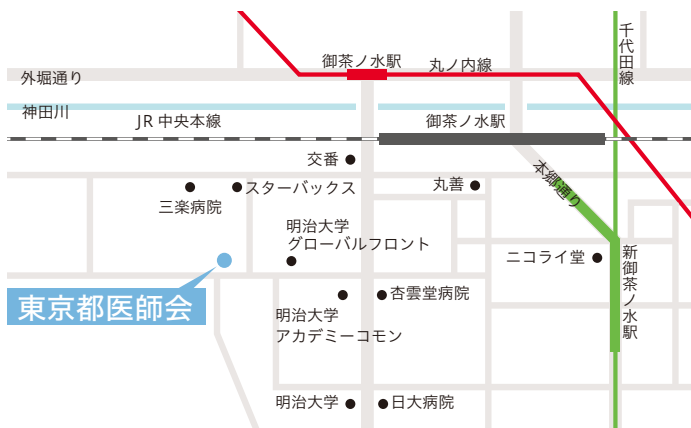 千代田線
御茶ノ水駅
丸ノ内線
外堀通り
神田川
JR 中央本線
御茶ノ水駅
交番
本郷通り
丸善
スターバックス
三楽病院
明治大学
グローバルフロント
ニコライ堂
新御茶ノ水駅
東京都医師会
杏雲堂病院
明治大学
アカデミーコモン
明治大学
日大病院